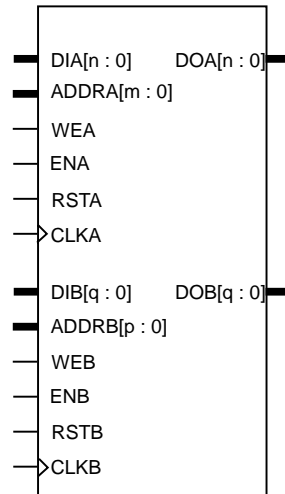 DIA[n : 0] DOA[n : 0]
ADDRA[m : 0]
WEA
ENA
RSTA
CLKA
DIB[q : 0] DOB[q : 0]
ADDRB[p : 0]
WEB
ENB
RSTB
CLKB